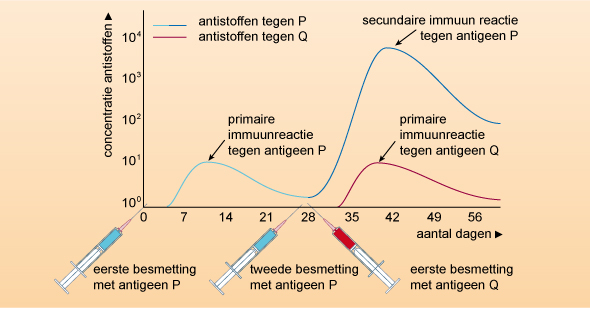 antistoffen tegen P
antistoffen tegen Q
secundaire immuun reactie
tegen antigeen P
concentratie antistoffen
10⁴
10³
10²
10¹
10⁰
primaire
immuunreactie
tegen antigeen P
primaire
immuunreactie
tegen antigeen Q
0 7 14 21 28 35 42 49 56
aantal dagen
eerste besmetting
met antigeen P
tweede besmetting
met antigeen P
eerste besmetting
met antigeen Q